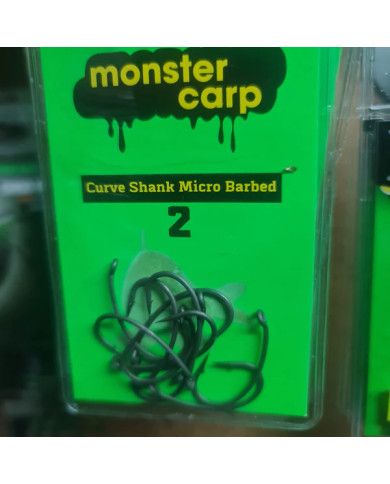 monster
carp
Curve Shank Micro Barbed
2